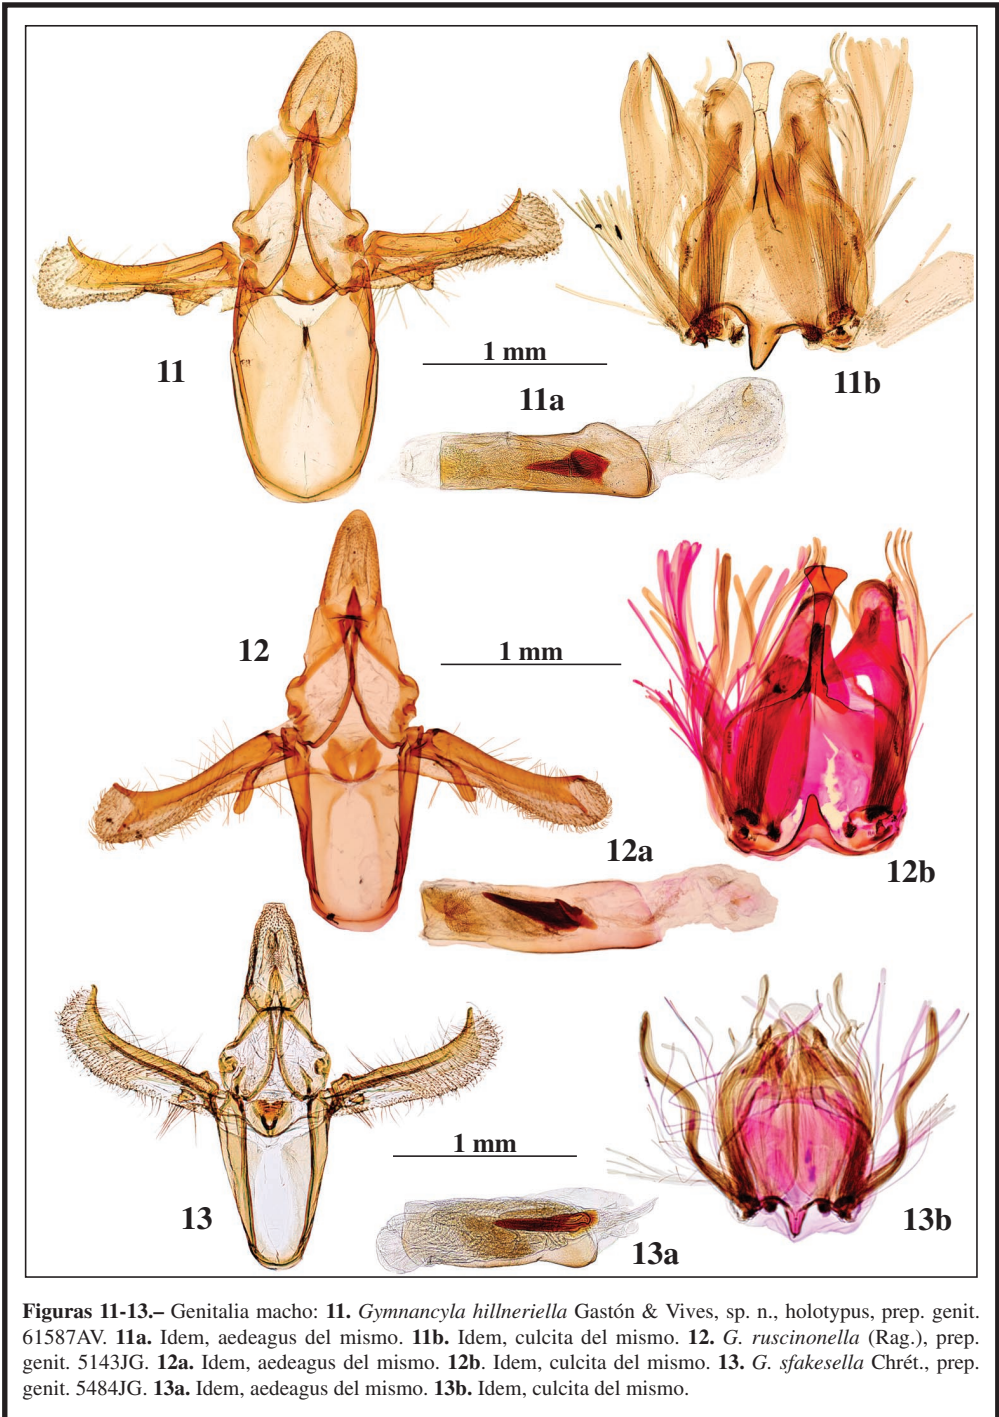 11
1 mm
11a
11b
12
1 mm
12a
12b
13
1 mm
13a
13b
Figuras 11-13.– Genitalia macho: 11. Gymnancyla hillneriella Gastón & Vives, sp. n., holotypus, prep. genit.
61587AV. 11a. Idem, aedeagus del mismo. 11b. Idem, culcita del mismo. 12. G. ruscinonella (Rag.), prep.
genit. 5143JG. 12a. Idem, aedeagus del mismo. 12b. Idem, culcita del mismo. 13. G. sfakesella Chrét., prep.
genit. 5484JG. 13a. Idem, aedeagus del mismo. 13b. Idem, culcita del mismo.